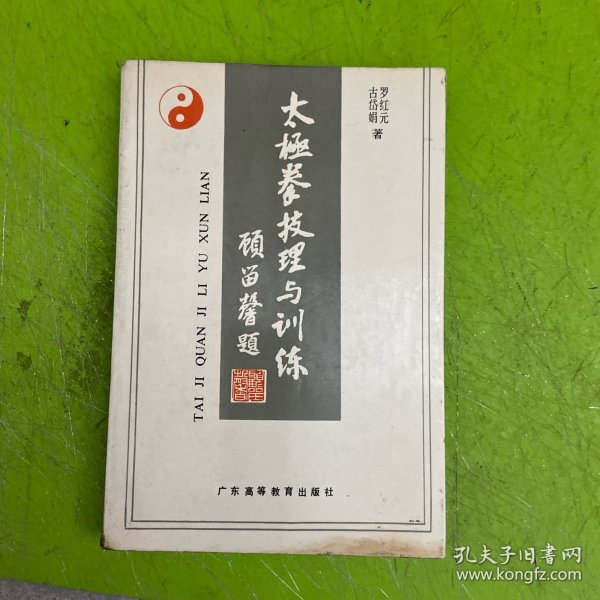 太極拳技理与训练
顾留馨題
罗红元
古岱娟
著
TAI JI QUAN JI LI YU XUN LIAN
广东高等教育出版社
孔夫子旧书网
www.kongfz.com